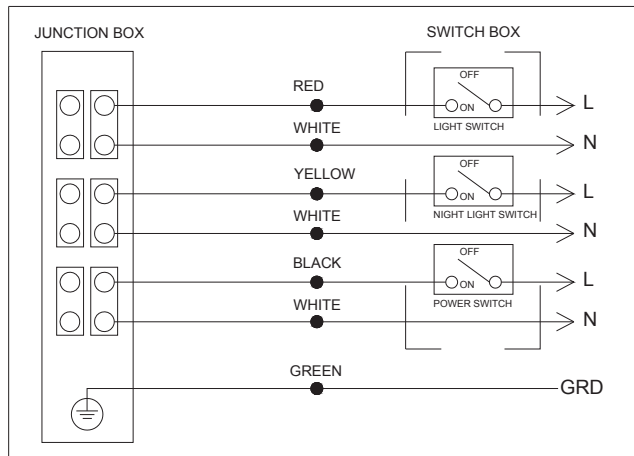 JUNCTION BOX
SWITCH BOX
RED
OFF
ON
L
LIGHT SWITCH
WHITE
N
YELLOW
OFF
ON
L
NIGHT LIGHT SWITCH
WHITE
N
BLACK
OFF
ON
L
POWER SWITCH
WHITE
N
GREEN
GRD